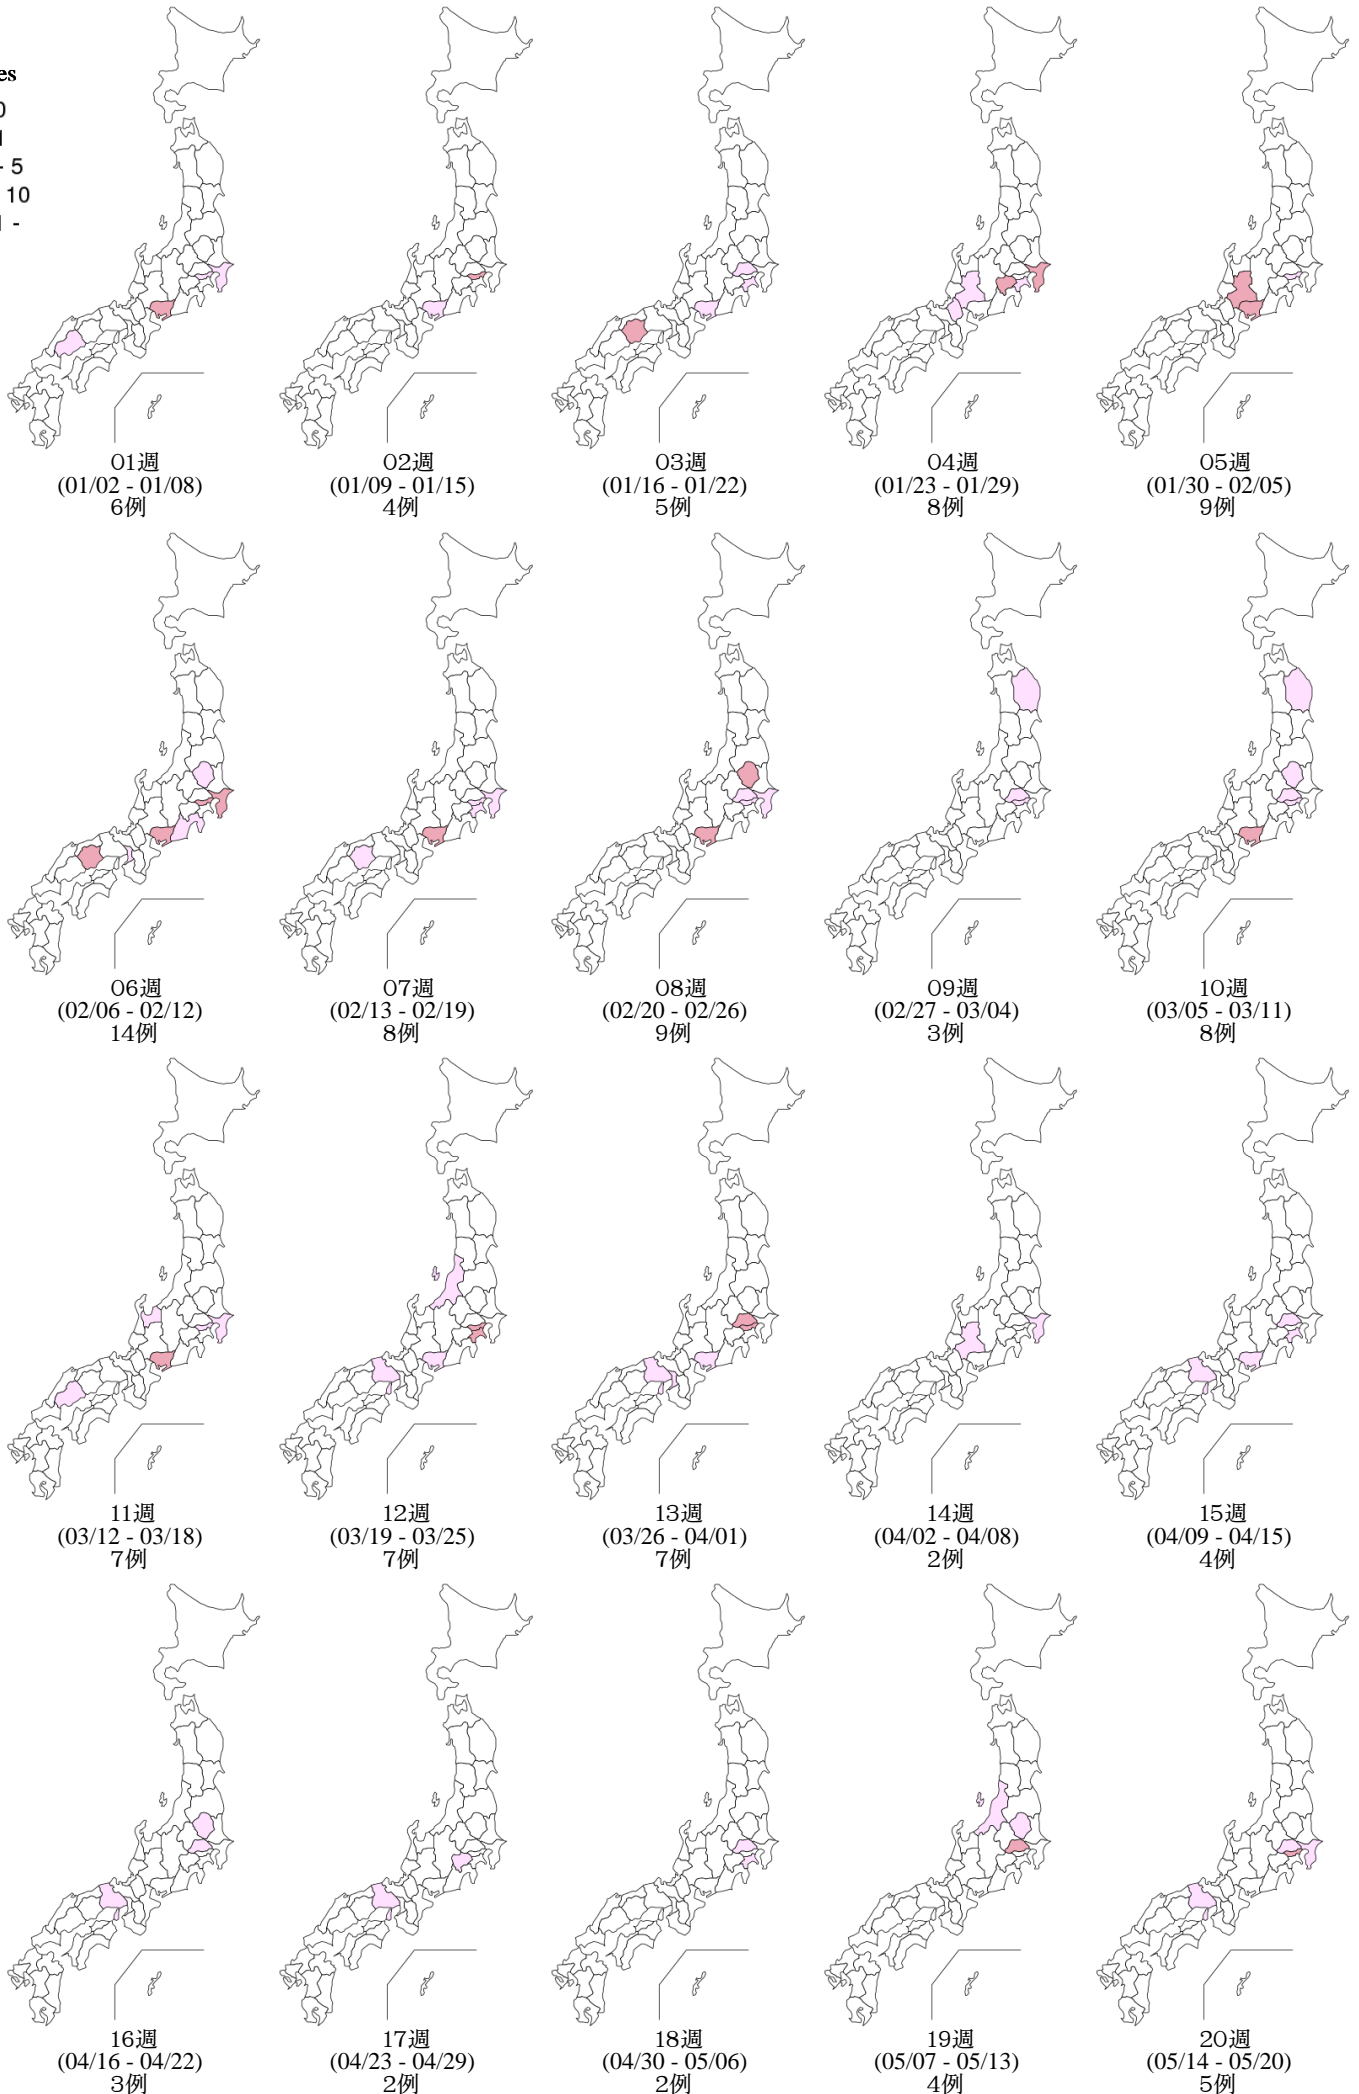 es
0
1
- 5
10
1 -
01週
(01/02 - 01/08)
6例
02週
(01/09 - 01/15)
4例
03週
(01/16 - 01/22)
5例
04週
(01/23 - 01/29)
8例
05週
(01/30 - 02/05)
9例
06週
(02/06 - 02/12)
14例
07週
(02/13 - 02/19)
8例
08週
(02/20 - 02/26)
9例
09週
(02/27 - 03/04)
3例
10週
(03/05 - 03/11)
8例
11週
(03/12 - 03/18)
7例
12週
(03/19 - 03/25)
7例
13週
(03/26 - 04/01)
7例
14週
(04/02 - 04/08)
2例
15週
(04/09 - 04/15)
4例
16週
(04/16 - 04/22)
3例
17週
(04/23 - 04/29)
2例
18週
(04/30 - 05/06)
2例
19週
(05/07 - 05/13)
4例
20週
(05/14 - 05/20)
5例